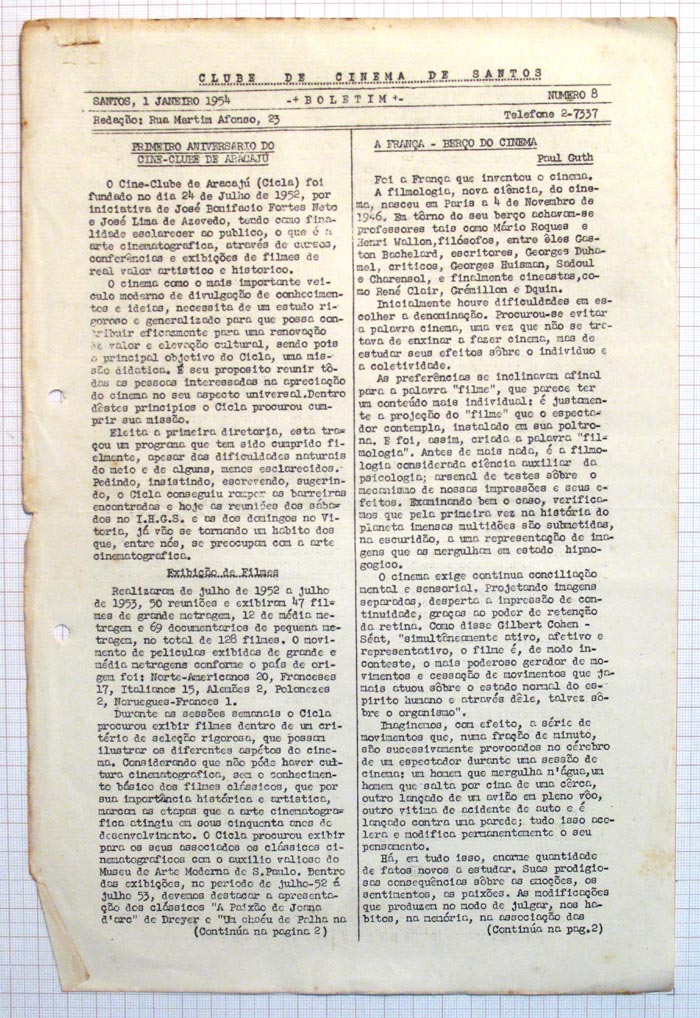 CLUBE DE CINEMA DE SANTOS
SANTOS, 1 JANEIRO 1954 -+BOLETIM+- NUMERO 8
Redação: Rua Martim Afonso, 23 Telefone 2-7337
PRIMEIRO ANIVERSARIO DO
CINE-CLUBE DE ARACAJÚ
O Cine-Clube de Aracajú (Cicla) foi
fundado no dia 24 de Julho de 1952, por
iniciativa de José Bonifacio Fortes Neto
e José Lima de Azevedo, tendo como fina-
lidade esclarecer ao publico, o que é a
arte cinematografica, através de cursos,
conferências e exibições de filmes de
real valor artistico e historico.
O cinema como o mais importante vei-
culo moderno de divulgação de conhecimen-
tos e ideias, necessita de um estudo ri-
goroso e generalizado para que possa con-
tribuir eficazmente para uma renovação
de valor e elevação cultural, sendo pois
o principal objetivo do Cicla, uma mis-
são didatica. É seu proposito reunir tô-
das as pessoas interessadas na apreciação
do cinema no seu aspecto universal.Dentro
dêstes principios o Cicla procurou cum-
prir sua missão.
Eleita a primeira diretoria, esta tra-
çou um programa que tem sido cumprido fi-
elmente, apesar das dificuldades naturais
do meio e de alguns, menos esclarecidos.
Pedindo, insistindo, escrevendo, sugerin-
do, o Cicla conseguiu romper as barreiras
encontradas e hoje as reuniões dos sába-
dos no I.H.G.S. e as dos domingos no Vi-
toria, já vão se tornando um habito dos
que, entre nós, se preocupam com a arte
cinematografica.
Exibição de Filmes
Realizaram de julho de 1952 a julho
de 1953, 50 reuniões e exibiram 47 fil-
mes de grande metragem, 12 de média me-
tragem e 69 documentarios de pequena me-
tragem, no total de 128 filmes. O movi-
mento de peliculas exibidas de grande e
média metragens conforme o país de ori-
gem foi: Norte-Americanos 20, Franceses
17, Italianos 15, Alemães 2, Polonezes
2, Noruegues-Frances 1.
Durante as sessões semanais o Cicla
procurou exibir filmes dentro de um cri-
tério de seleção rigorosa, que possam
ilustrar os diferentes aspétos do cine-
ma. Considerando que não póde haver cul-
tura cinematografica, sem o conhecimen-
to básico dos filmes clássicos, que por
sua importância histórica e artistica,
marcam as etapas que a arte cinematogra-
fica atingiu em seus cinquenta anos de
desenvolvimento. O Cicla procurou exibir
para os seus associados os clássicos ci-
nematograficos com o auxilio valioso do
Museu de Arte Moderna de S.Paulo. Dentro
das exibições, no periodo de julho-52 á
julho 53, devemos destacar a apresenta-
ção dos clássicos "A Paixão de Joana
d'arc" de Dreyer e "Um chapéu de Palha na
(Continúa na pagina 2)
A FRANÇA - BERÇO DO CINEMA
Paul Guth
Foi a França que inventou o cinema.
A filmologia, nova ciência, do cine-
ma, nasceu em Paris a 4 de Novembro de
1946. Em tôrno do seu berço achavam-se
professores tais como Mário Roques e
Henri Wallon,filósofos, entre êles Gas-
ton Bachelard, escritores, Georges Duha-
mel, criticos, Georges Huisman, Sadoul
e Charensol, e finalmente cineastas,co-
mo René Clair, Grémillon e Dquin.
Inicialmente houve dificuldades em es-
colher a denominação. Procurou-se evitar
a palavra cinema, uma vez que não se tra-
tava de enxinar a fazer cinema, mas de
estudar seus efeitos sôbre o individuo e
a coletividade.
As preferências se inclinavam afinal
para a palavra "filme", que parece ter
um conteúdo mais individual: é justamen-
te a projeção do "filme" que o especta-
dor contempla, instalado em sua poltro-
na. E foi, assim, criada a palavra "fil-
mologia". Antes de mais nada, é a filmo-
logia considerada ciência auxiliar da
psicologia; arsenal de testes sôbre o
mecanismo de nossas impressões e seus e-
feitos. Examinando bem o caso, verifica-
mos que pela primeira vez na história do
planeta imensas multidões são submetidas,
na escuridão, a uma representação de ima-
gens que as mergulham em estado hipno-
gogico.
O cinema exige continua conciliação
mental e sensorial. Projetando imagens
separadas, desperta a impressão de con-
tinuidade, graças ao poder de retenção
da retina. Como disse Gilbert Cohen -
Séat, "simultâneamente ativo, afetivo e
representativo, o filme é, de modo in-
conteste, o mais poderoso gerador de mo-
vimentos e cessação de movimentos que ja-
mais atuou sôbre o estado normal do es-
pirito humano e através dêle, talvez sô-
bre o organismo".
Imaginemos, com efeito, a série de
movimentos que, numa fração de minuto,
são sucessivamente provocados no cérebro
de um espectador durante uma sessão de
cinema: um homem que mergulha n'água,um
homem que salta por cima de uma cêrca,
outro lançado de um avião em pleno vôo,
outro vitima de acidente de auto e é
lançado contra uma parede; tudo isso ace-
lera e modifica permanentemente o seu
pensamento.
Há, em tudo isso, enorme quantidade
de fatos novos a estudar. Suas prodigio-
sas consequências sôbre as emoções, os
sentimentos, as paixões. As modificações
que produzem no modo de julgar, nos ha-
bitos, na memória, na associação das
(Continúa na pag.2)